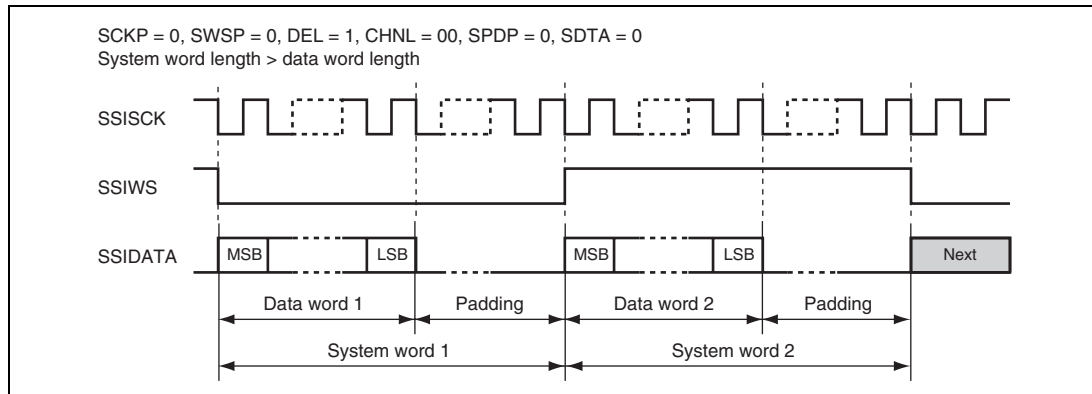 SCKP = 0, SWSP = 0, DEL = 1, CHNL = 00, SPDP = 0, SDTA = 0
System word length > data word length
SSISCK
SSIWS
SSIDATA
MSB LSB MSB LSB Next
Data word 1 Padding Data word 2 Padding
System word 1 System word 2